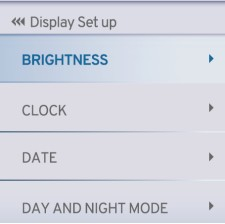 Display Set up
BRIGHTNESS
CLOCK
DATE
DAY AND NIGHT MODE